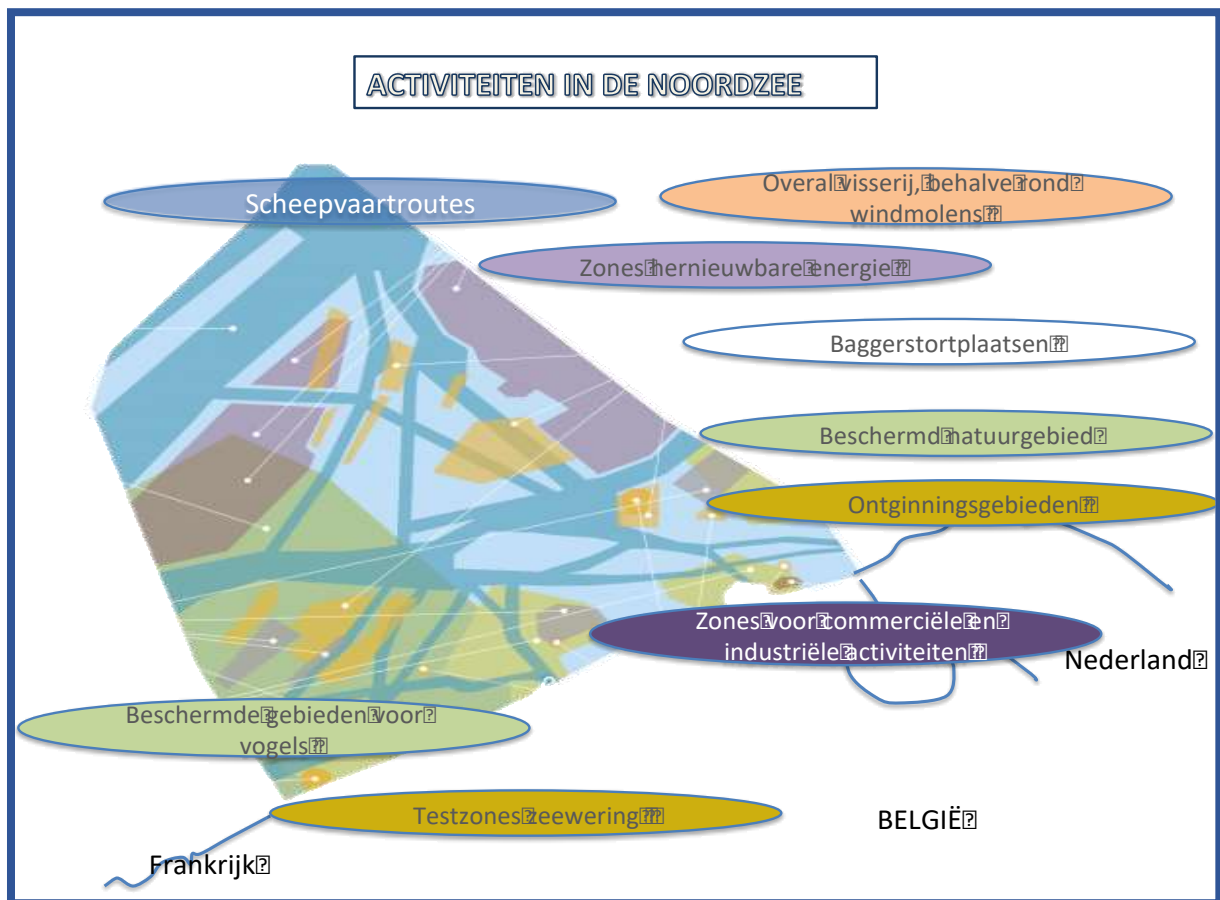 ACTIVITEITEN IN DE NOORDZEE
Scheepvaartroutes
Overal visserij, behalve rond
windmolens
Zones hernieuwbare energie
Baggerstortplaatsen
Beschermd natuurgebied
Ontginningsgebieden
Zones voor commerciële en
industriële activiteiten
Nederland
Beschermde gebieden voor
vogels
Testzones zeewering
BELGIË
Frankrijk